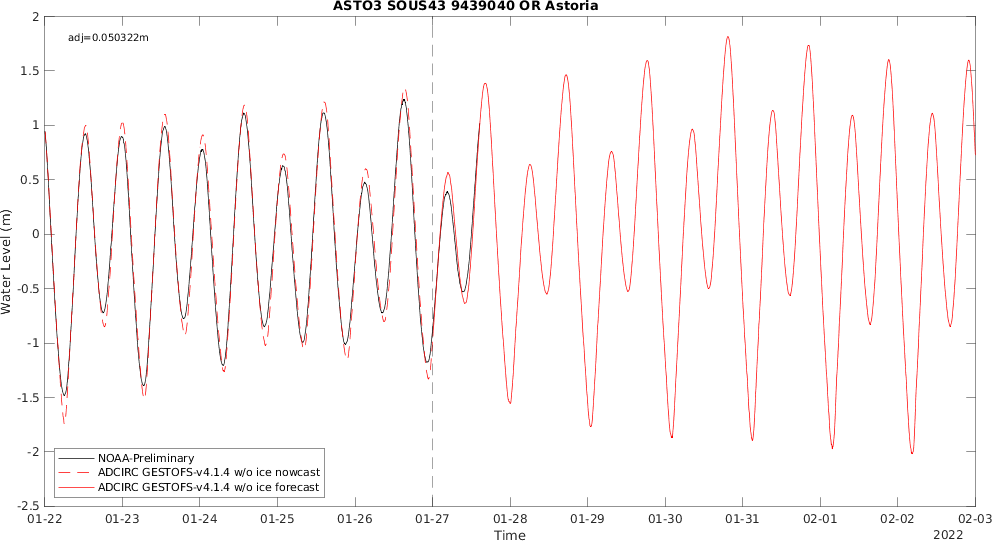 ASTO3 SOUS43 9439040 OR Astoria
adj=0.050322m
Water Level (m)
2
1.5
1
0.5
0
-0.5
-1
-1.5
-2
-2.5
NOAA-Preliminary
ADCIRC GESTOFS-v4.1.4 w/o ice nowcast
ADCIRC GESTOFS-v4.1.4 w/o ice forecast
01-22 01-23 01-24 01-25 01-26 01-27 01-28 01-29 01-30 01-31 02-01 02-02 02-03
Time
2022